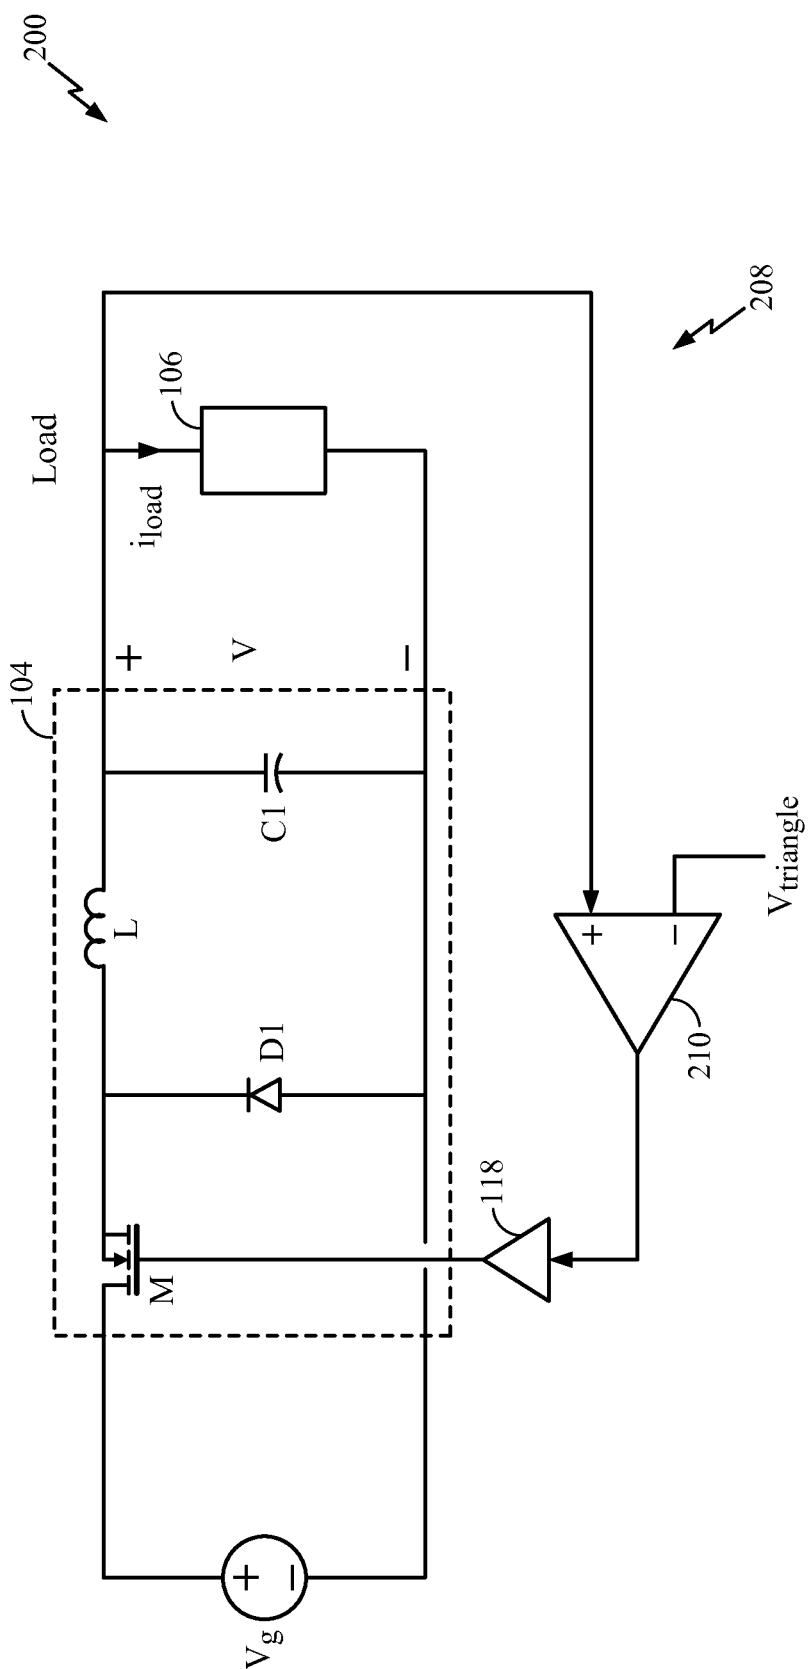 200
104
Load
+
V
−
i_load
106
L
C1
D1
M
V_g
+
−
118
+
−
210
V_triangle
208